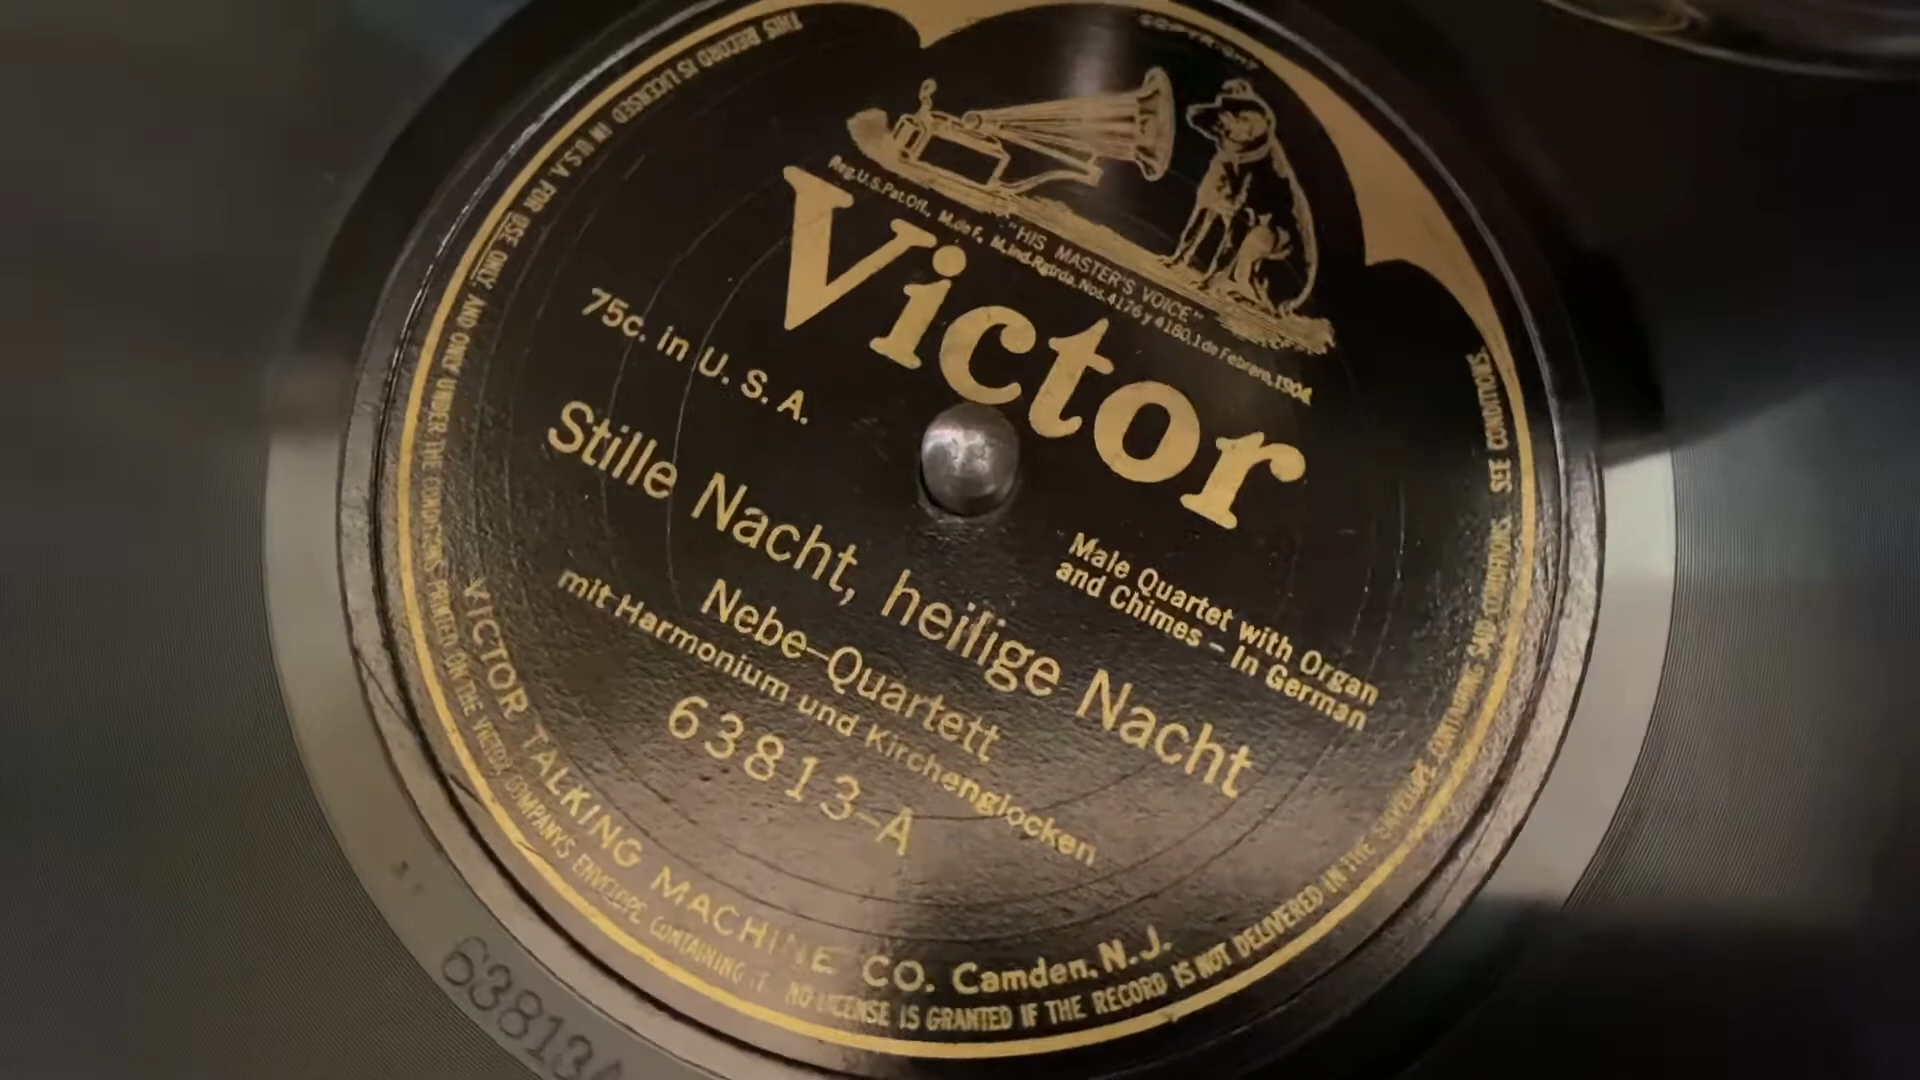 COPYRIGHT
"HIS MASTER'S VOICE"
Reg.U.S.Pat.Off., M.de F., M.Ind.Rgtrda.Nos.4176 y 4180,1 de Febrero,1904
Victor
75c. in U. S. A.
Male Quartet with Organ
and Chimes – In German
Stille Nacht, heilige Nacht
Nebe–Quartett
mit Harmonium und Kirchenglocken
63813–A
VICTOR TALKING MACHINE CO. Camden, N. J.
THIS RECORD IS LICENSED IN U.S.A. FOR USE ONLY, AND ONLY UNDER THE CONDITIONS PRINTED ON THE VICTOR COMPANY'S ENVELOPE CONTAINING IT. NO LICENSE IS GRANTED IF THE RECORD IS NOT DELIVERED IN THE ENVELOPE CONTAINING SAID CONDITIONS. SEE CONDITIONS.
63813A